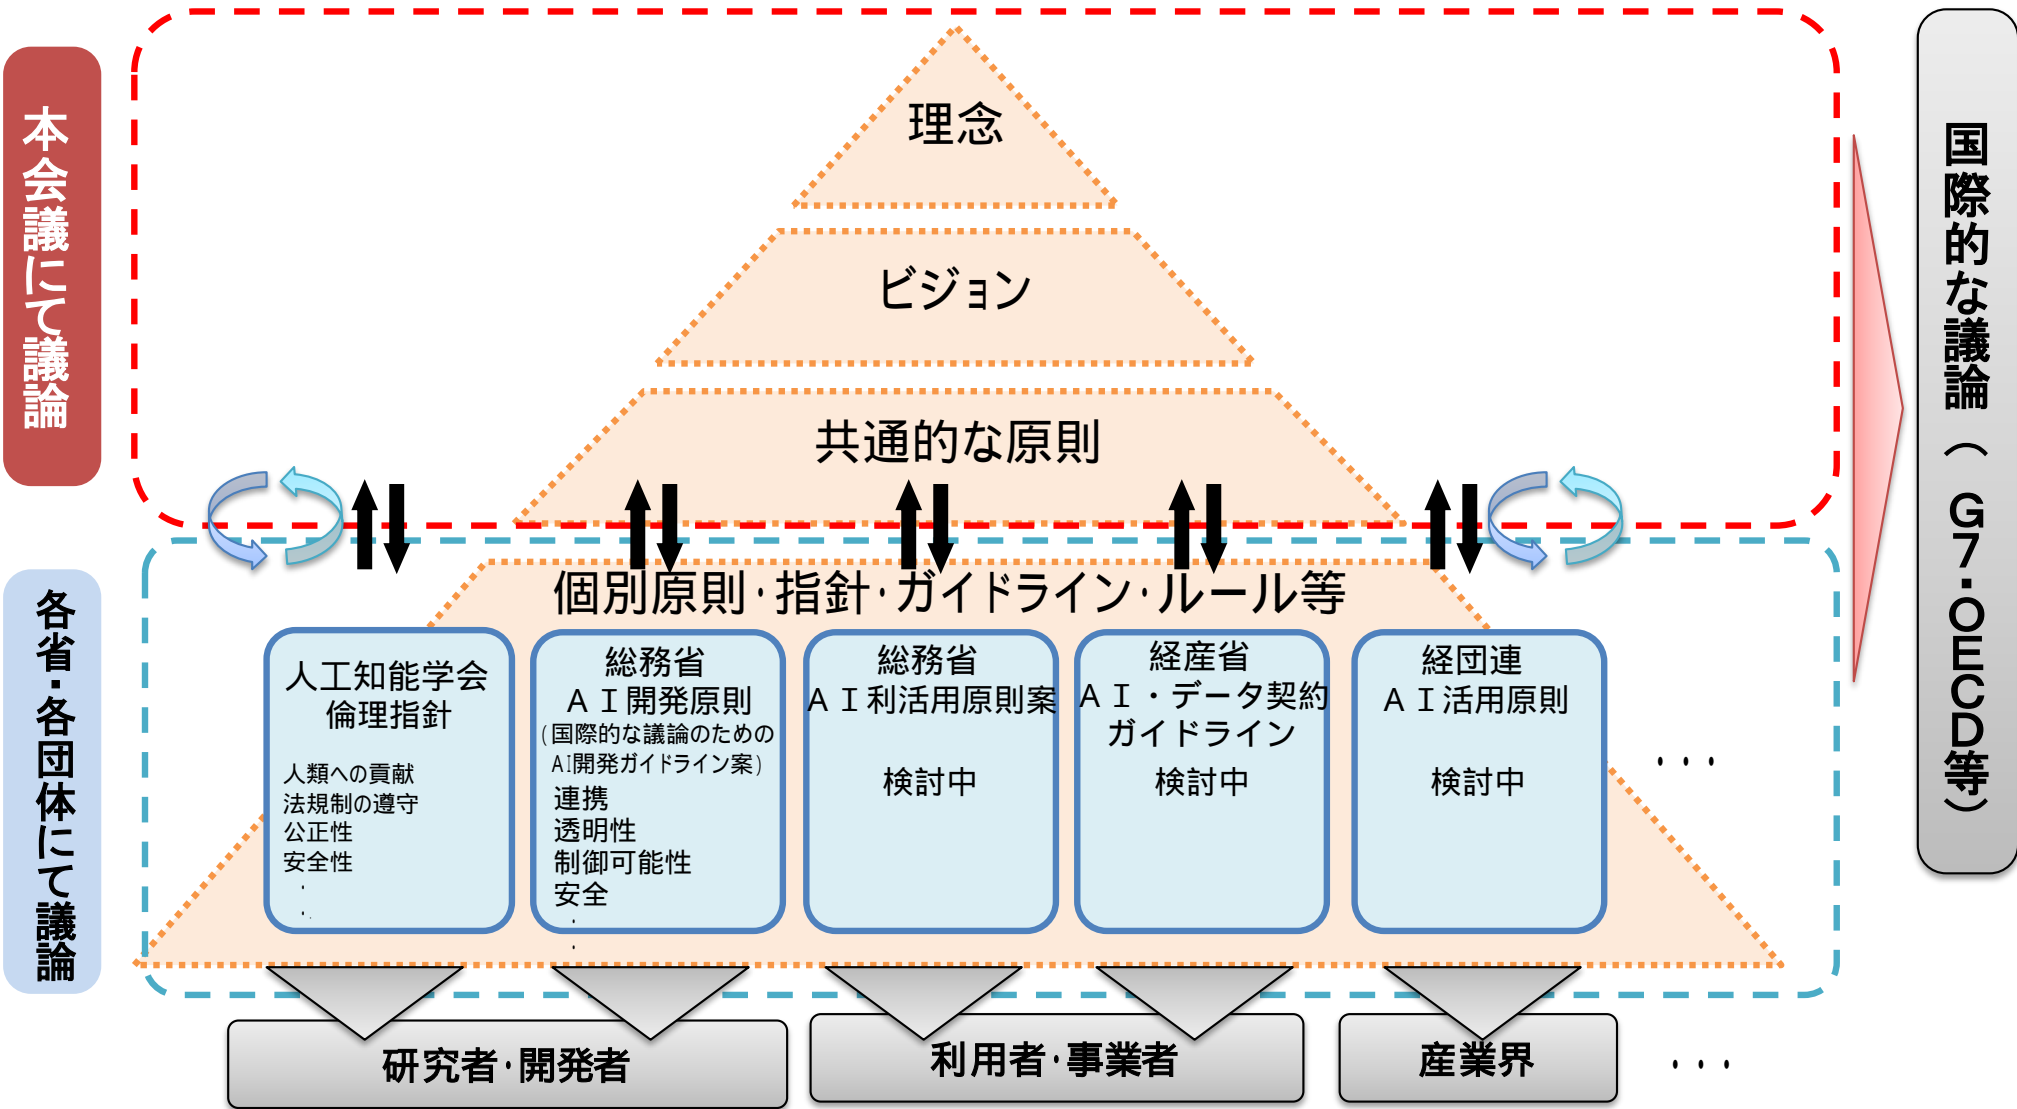 本会議にて議論
理念
ビジョン
共通的な原則
国際的な議論（G7・OECD等）
各省・各団体にて議論
個別原則・指針・ガイドライン・ルール等
人工知能学会
倫理指針
人類への貢献
法規制の遵守
公正性
安全性
・
・
総務省
ＡＩ開発原則
(国際的な議論のための
AI開発ガイドライン案)
連携
透明性
制御可能性
安全
・
・
総務省
ＡＩ利活用原則案
検討中
経産省
ＡＩ・データ契約
ガイドライン
検討中
経団連
ＡＩ活用原則
検討中
・・・
研究者・開発者
利用者・事業者
産業界
・・・